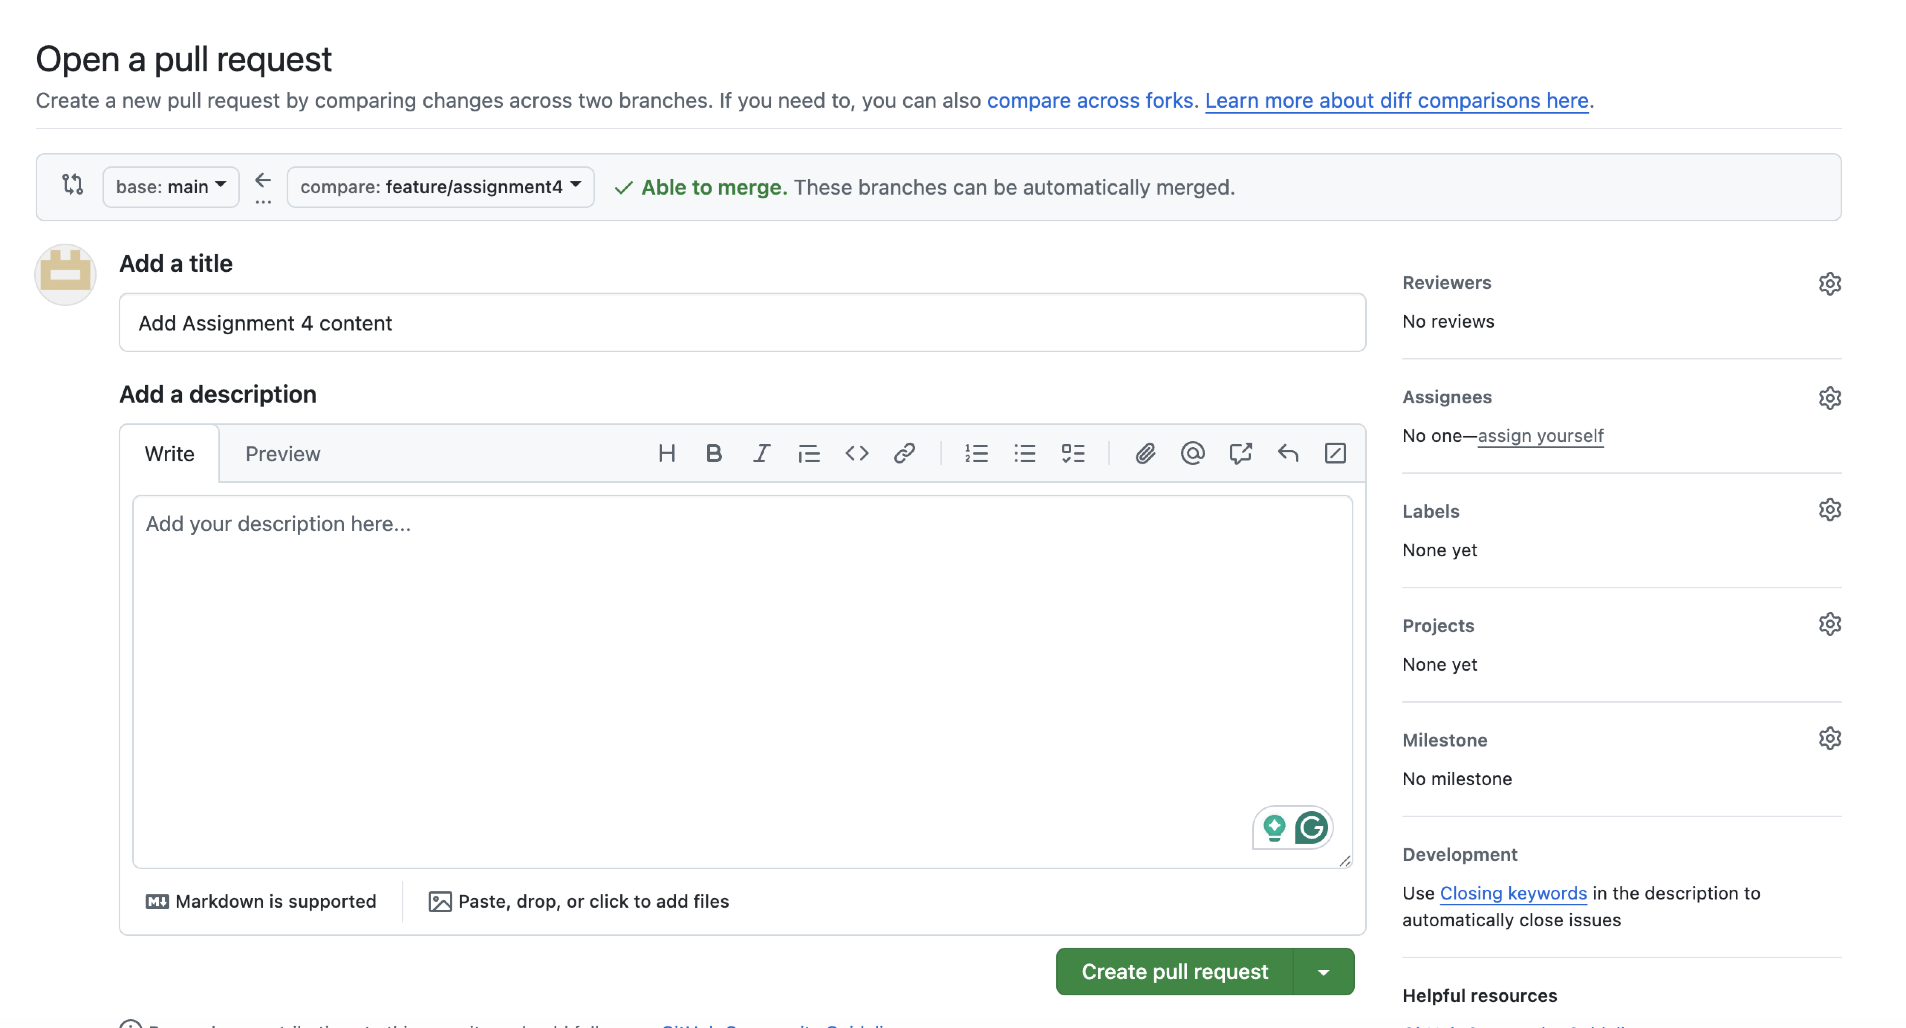 Open a pull request
Create a new pull request by comparing changes across two branches. If you need to, you can also compare across forks. Learn more about diff comparisons here.
base: main
...
compare: feature/assignment4
Able to merge. These branches can be automatically merged.
Add a title
Add Assignment 4 content
Add a description
Write
Preview
Add your description here...
Markdown is supported
Paste, drop, or click to add files
Create pull request
Reviewers
No reviews
Assignees
No one—assign yourself
Labels
None yet
Projects
None yet
Milestone
No milestone
Development
Use Closing keywords in the description to
automatically close issues
Helpful resources